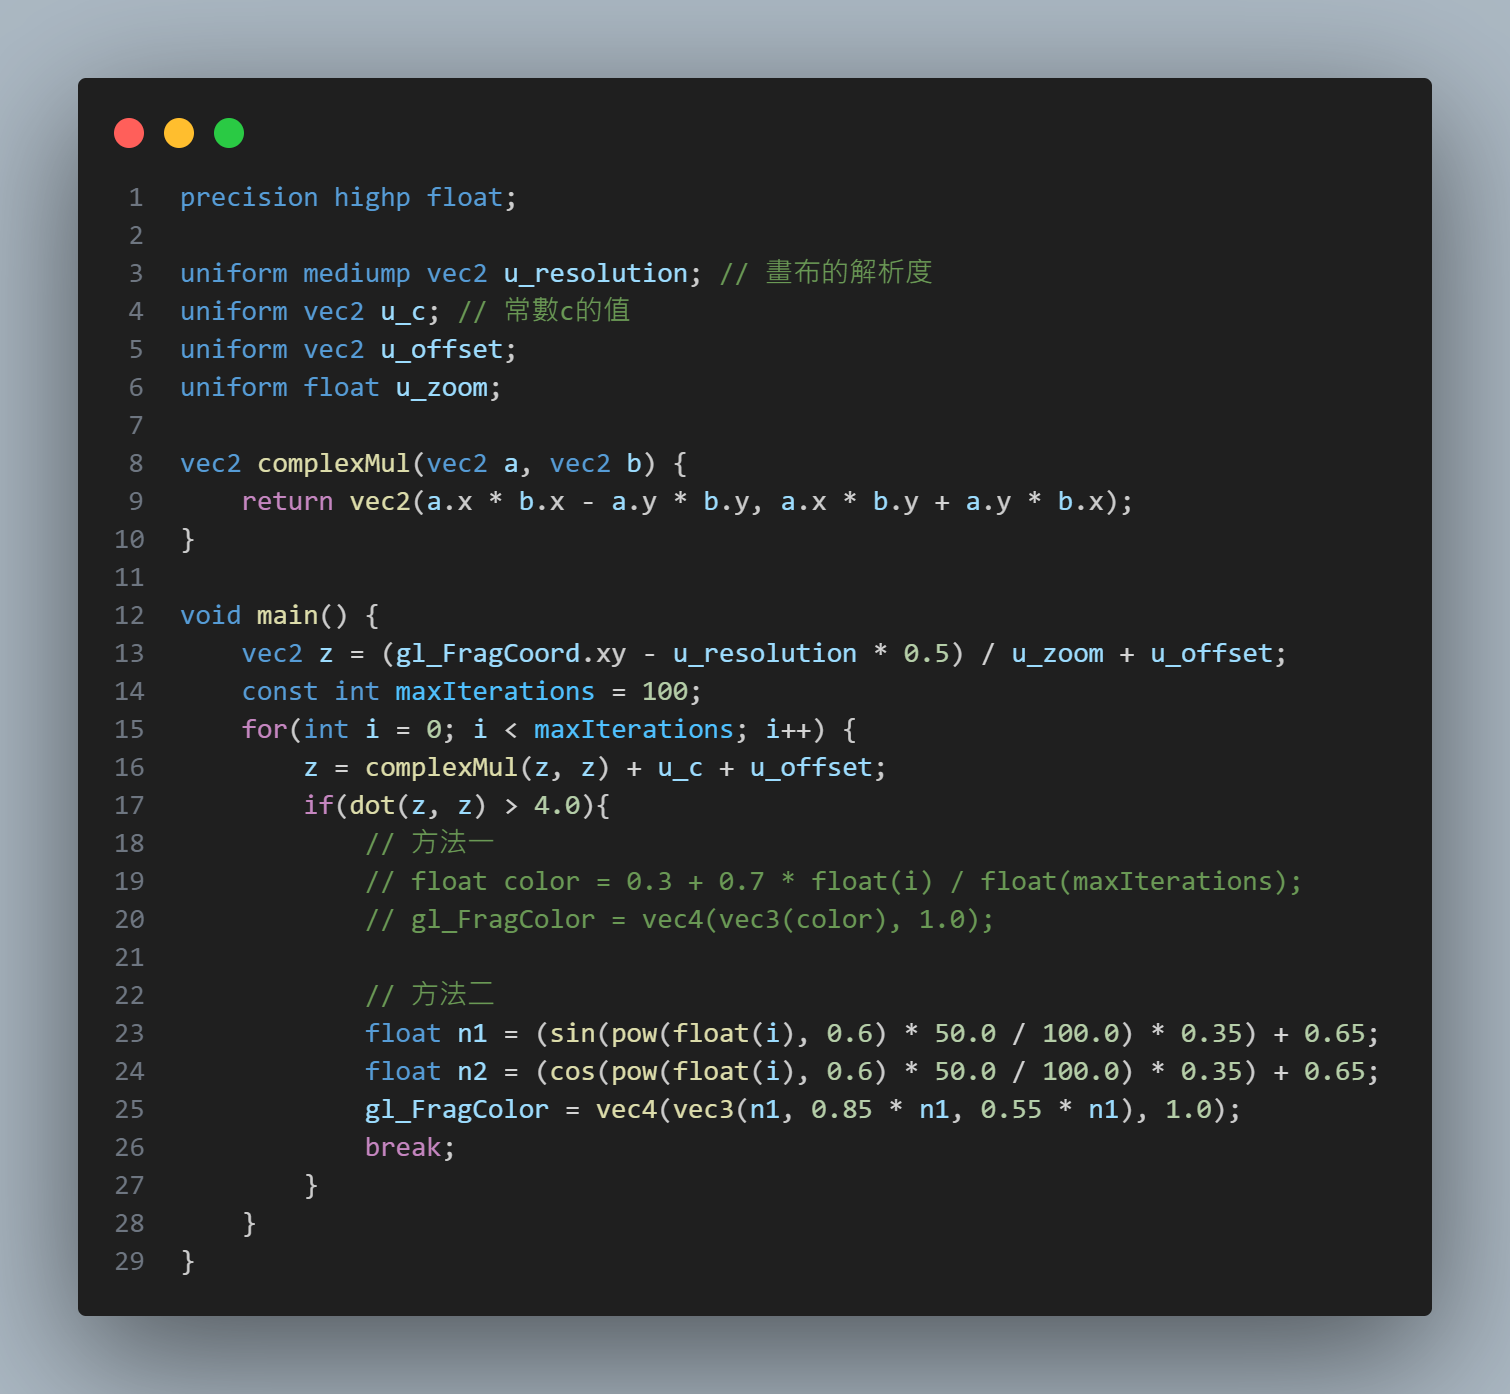 1 precision highp float;
2
3 uniform mediump vec2 u_resolution; // 畫布的解析度
4 uniform vec2 u_c; // 常數c的值
5 uniform vec2 u_offset;
6 uniform float u_zoom;
7
8 vec2 complexMul(vec2 a, vec2 b) {
9     return vec2(a.x * b.x - a.y * b.y, a.x * b.y + a.y * b.x);
10 }
11
12 void main() {
13     vec2 z = (gl_FragCoord.xy - u_resolution * 0.5) / u_zoom + u_offset;
14     const int maxIterations = 100;
15     for(int i = 0; i < maxIterations; i++) {
16         z = complexMul(z, z) + u_c + u_offset;
17         if(dot(z, z) > 4.0){
18             // 方法一
19             // float color = 0.3 + 0.7 * float(i) / float(maxIterations);
20             // gl_FragColor = vec4(vec3(color), 1.0);
21
22             // 方法二
23             float n1 = (sin(pow(float(i), 0.6) * 50.0 / 100.0) * 0.35) + 0.65;
24             float n2 = (cos(pow(float(i), 0.6) * 50.0 / 100.0) * 0.35) + 0.65;
25             gl_FragColor = vec4(vec3(n1, 0.85 * n1, 0.55 * n1), 1.0);
26             break;
27         }
28     }
29 }